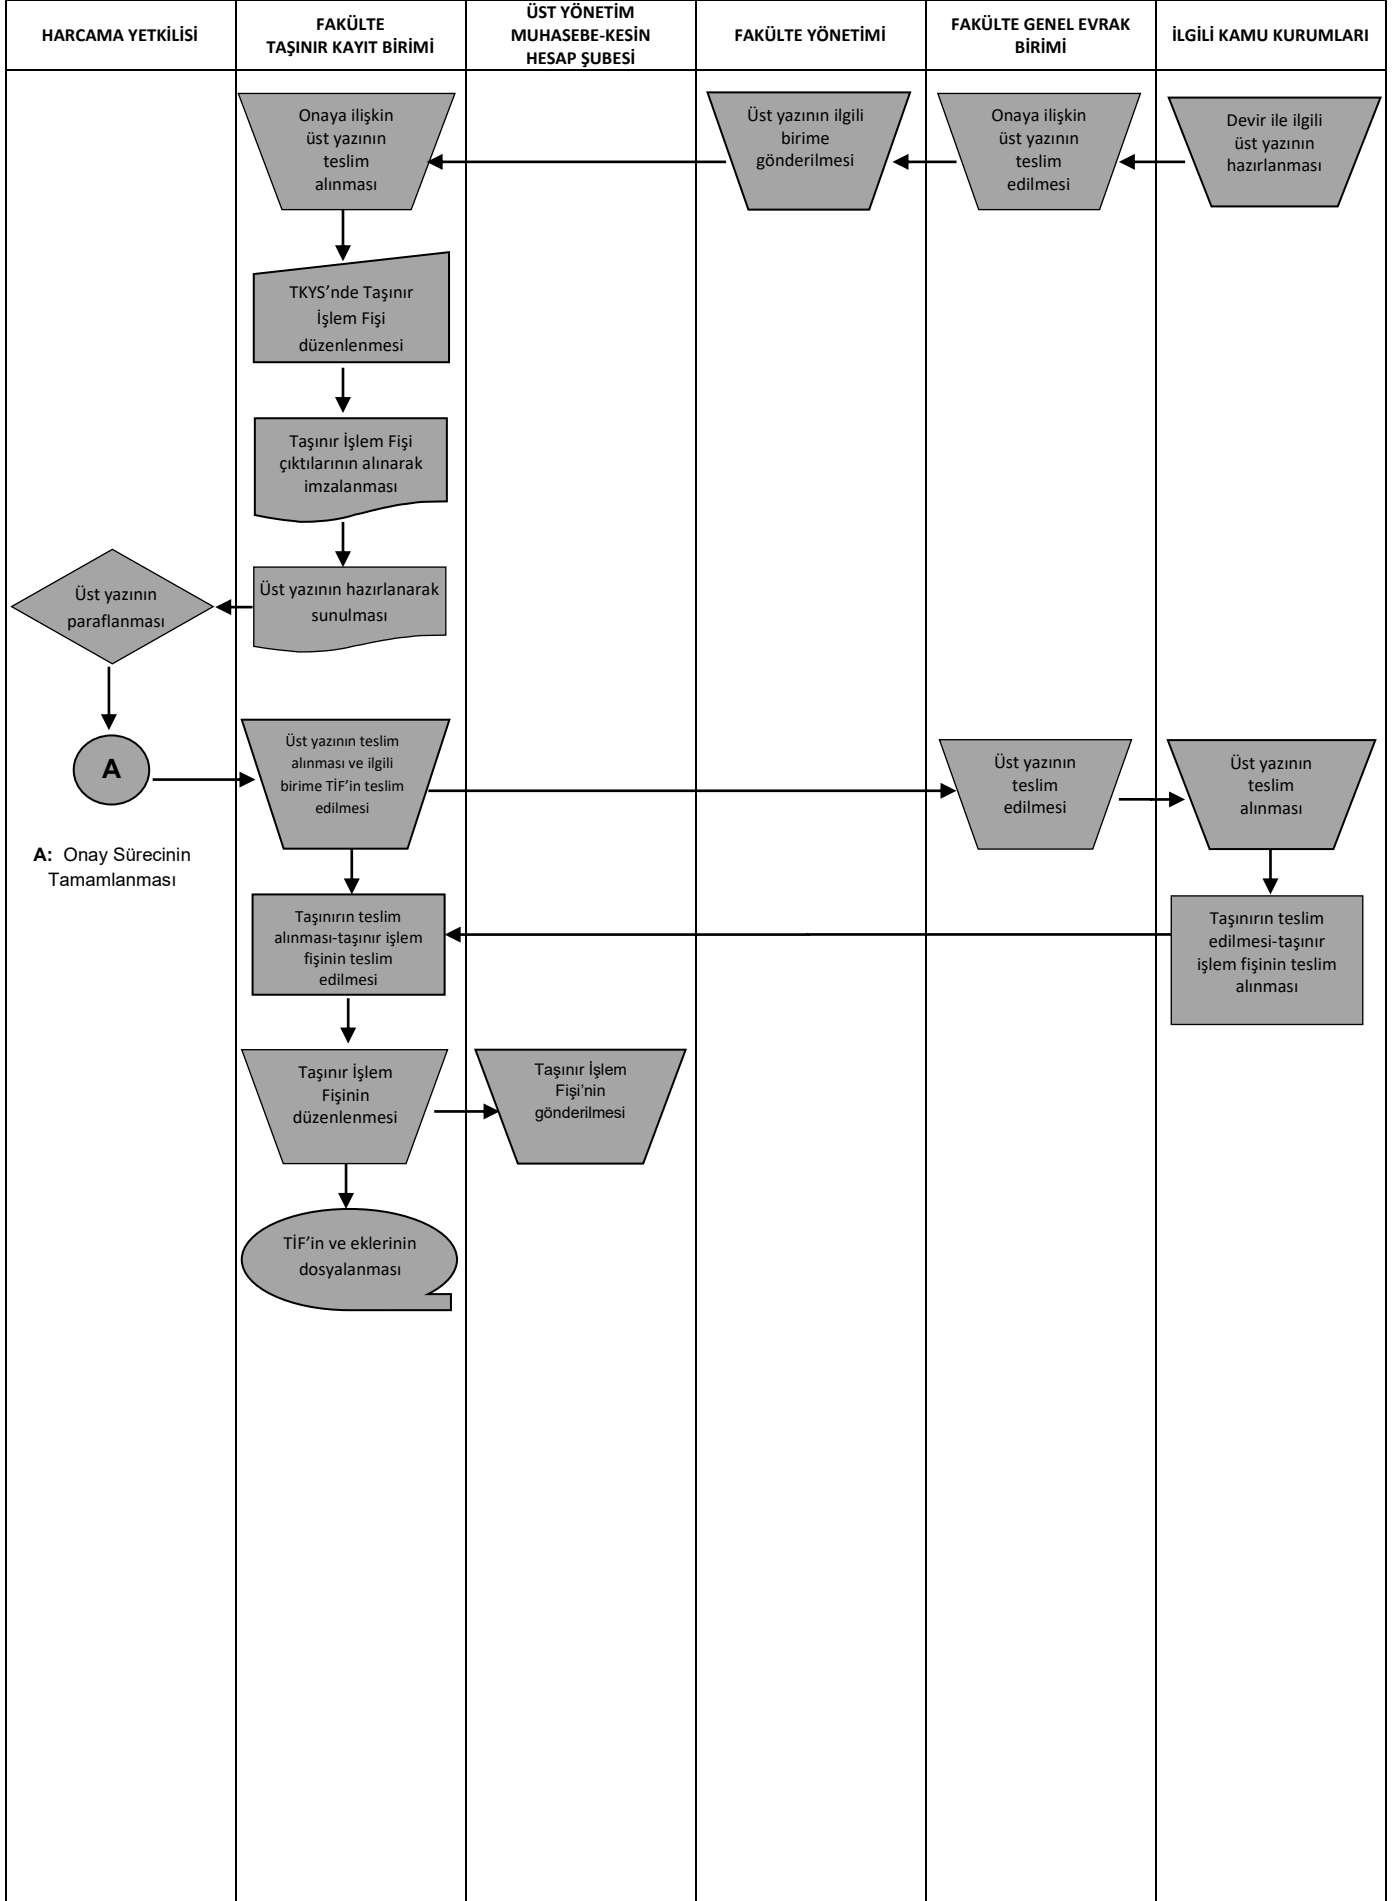 HARCAMA YETKİLİSİ
FAKÜLTE
TAŞINIR KAYIT BİRİMİ
ÜST YÖNETİM
MUHASEBE-KESİN
HESAP ŞUBESİ
FAKÜLTE YÖNETİMİ
FAKÜLTE GENEL EVRAK
BİRİMİ
İLGİLİ KAMU KURUMLARI
Onaya ilişkin
üst yazının
teslim
alınması
Üst yazının ilgili
birime
gönderilmesi
Onaya ilişkin
üst yazının
teslim
edilmesi
Devir ile ilgili
üst yazının
hazırlanması
TKYS’nde Taşınır
İşlem Fişi
düzenlenmesi
Taşınır İşlem Fişi
çıktılarının alınarak
imzalanması
Üst yazının
paraflanması
Üst yazının hazırlanarak
sunulması
A
Üst yazının teslim
alınması ve ilgili
birime TİF’in teslim
edilmesi
Üst yazının
teslim
edilmesi
Üst yazının
teslim
alınması
A: Onay Sürecinin
Tamamlanması
Taşınırın teslim
alınması-taşınır işlem
fişinin teslim
edilmesi
Taşınırın teslim
edilmesi-taşınır
işlem fişinin teslim
alınması
Taşınır İşlem
Fişinin
düzenlenmesi
Taşınır İşlem
Fişi’nin
gönderilmesi
TİF’in ve eklerinin
dosyalanması